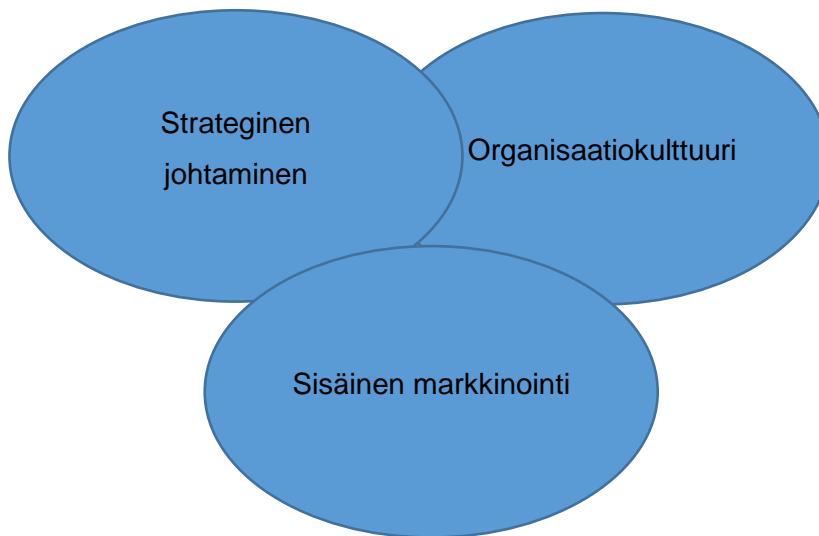 Strateginen
johtaminen
Organisaatiokulttuuri
Sisäinen markkinointi